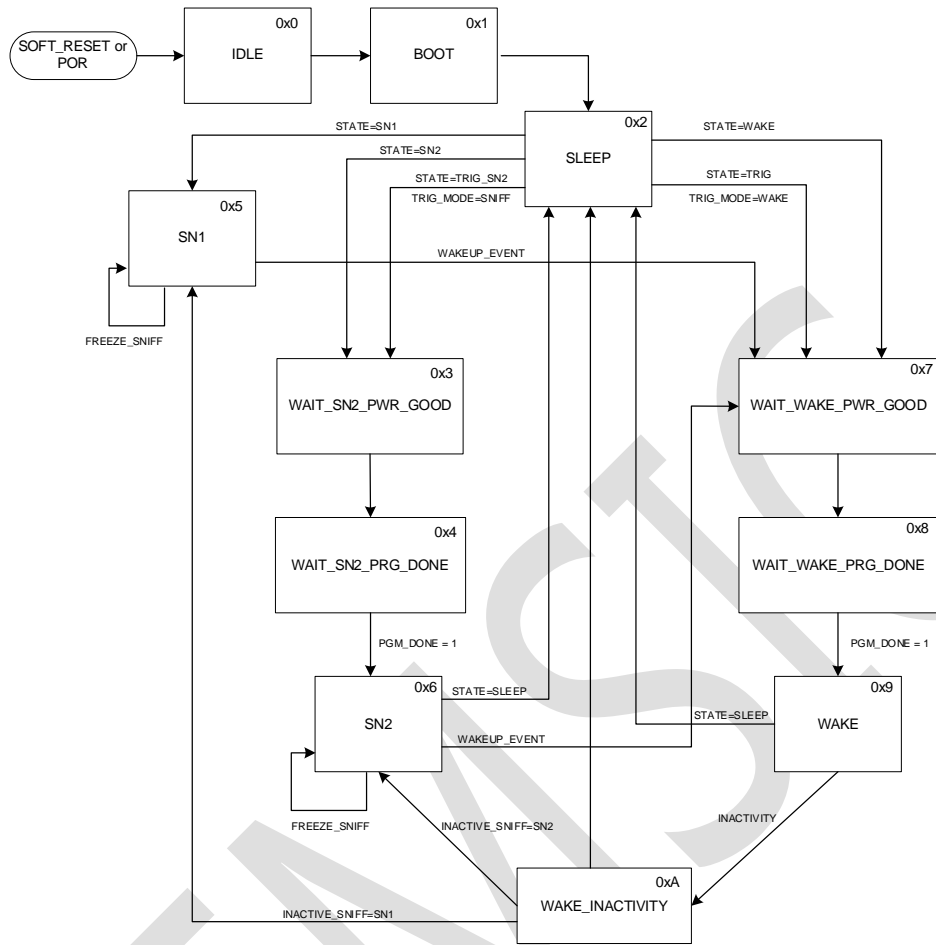 SOFT_RESET or
POR
0x0
IDLE
0x1
BOOT
0x2
SLEEP
STATE=SN1
STATE=SN2
STATE=TRIG_SN2
TRIG_MODE=SNIFF
STATE=WAKE
STATE=TRIG
TRIG_MODE=WAKE
0x5
SN1
FREEZE_SNIFF
WAKEUP_EVENT
0x3
WAIT_SN2_PWR_GOOD
0x7
WAIT_WAKE_PWR_GOOD
0x4
WAIT_SN2_PRG_DONE
0x8
WAIT_WAKE_PRG_DONE
PGM_DONE = 1
PGM_DONE = 1
0x6
SN2
STATE=SLEEP
WAKEUP_EVENT
FREEZE_SNIFF
STATE=SLEEP
0x9
WAKE
INACTIVE_SNIFF=SN2
INACTIVITY
0xA
WAKE_INACTIVITY
INACTIVE_SNIFF=SN1